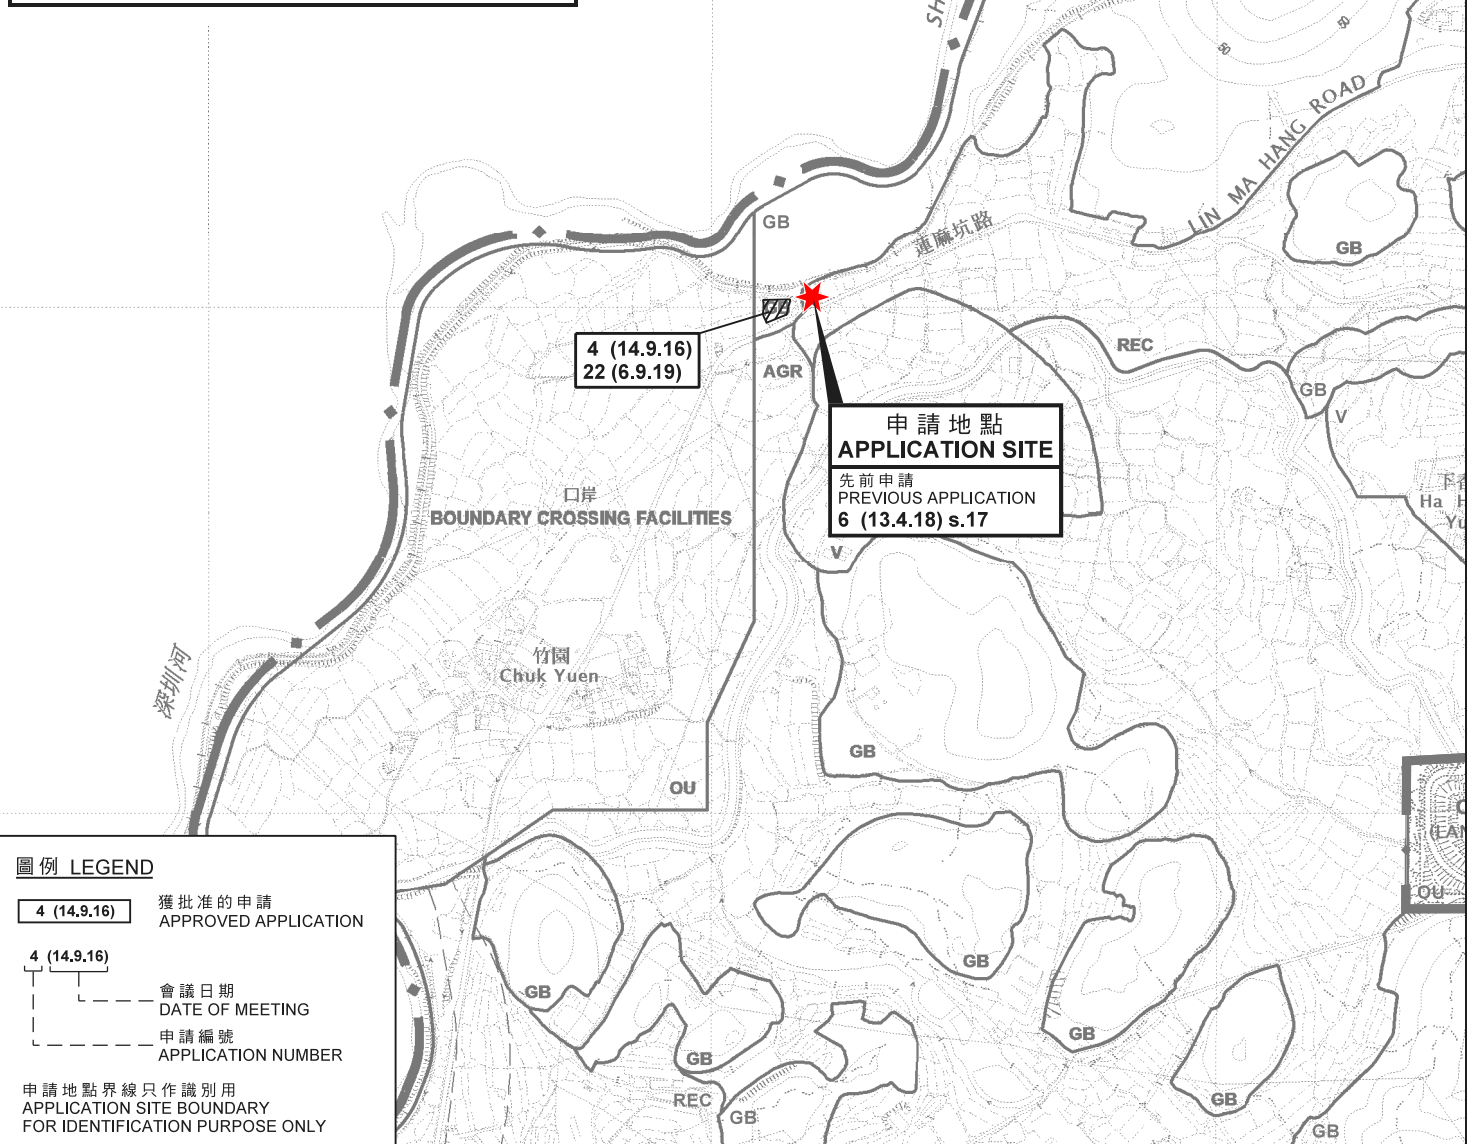 50
50
LIN MA HANG ROAD
蓮麻坑路
GB
GB
GB
4 (14.9.16)
22 (6.9.19)
AGR
REC
GB
V
申請地點
APPLICATION SITE
先前申請
PREVIOUS APPLICATION
6 (13.4.18) s.17
口岸
BOUNDARY CROSSING FACILITIES
V
Ha
竹園
Chuk Yuen
深圳河
GB
OU
OU
GB
GB
GB
GB
GB
REC
GB
GB
圖例 LEGEND
4 (14.9.16)
獲批准的申請
APPROVED APPLICATION
4 (14.9.16)
會議日期
DATE OF MEETING
申請編號
APPLICATION NUMBER
申請地點界線只作識別用
APPLICATION SITE BOUNDARY
FOR IDENTIFICATION PURPOSE ONLY